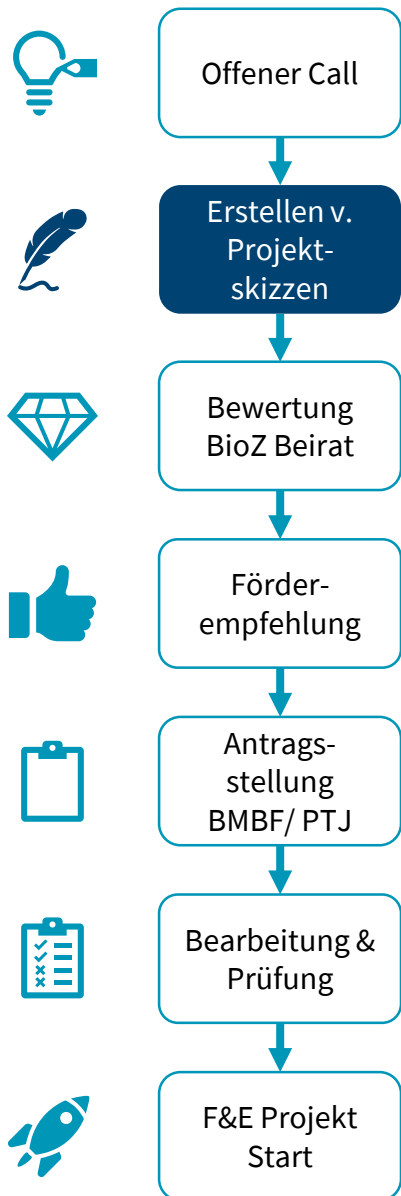 Offener Call
Erstellen v.
Projekt-
skizzen
Bewertung
BioZ Beirat
Förder-
empfehlung
Antrags-
stellung
BMBF/ PTJ
Bearbeitung &
Prüfung
F&E Projekt
Start